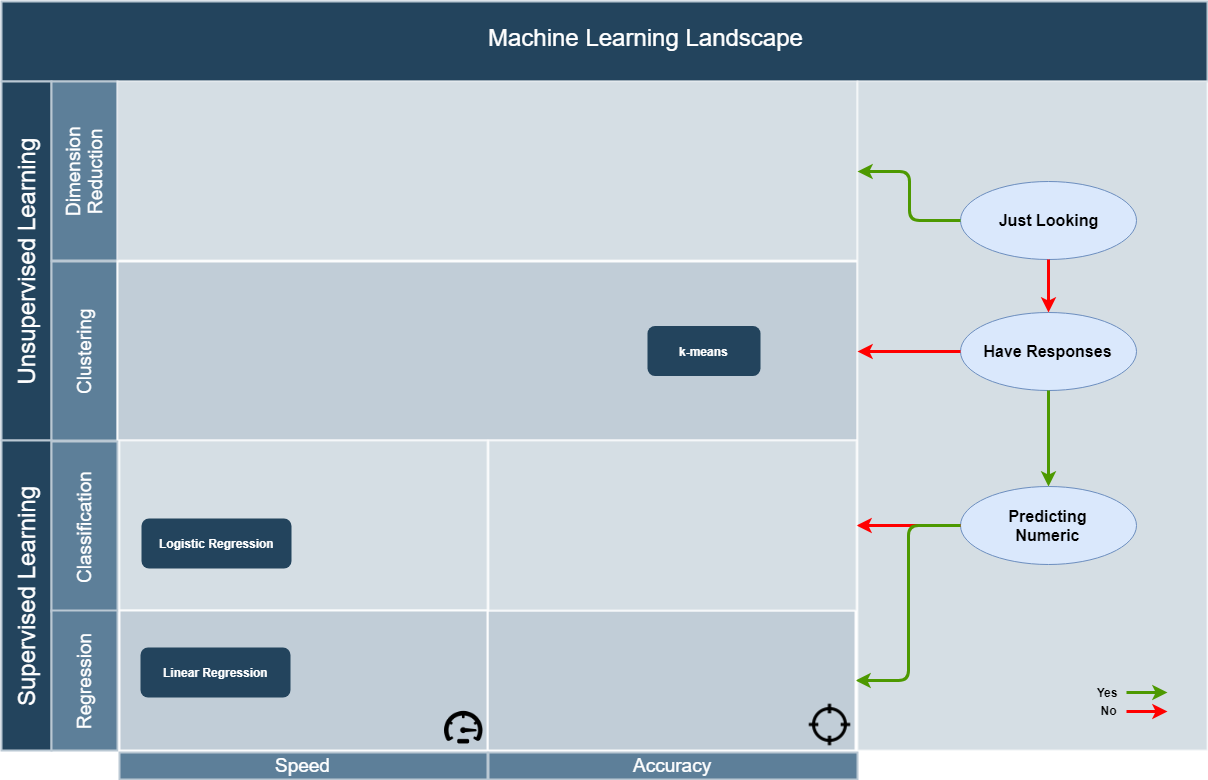 Machine Learning Landscape
Unsupervised Learning
Dimension
Reduction
Just Looking
Clustering
k-means
Have Responses
Supervised Learning
Classification
Logistic Regression
Predicting
Numeric
Regression
Linear Regression
Yes
No
Speed
Accuracy